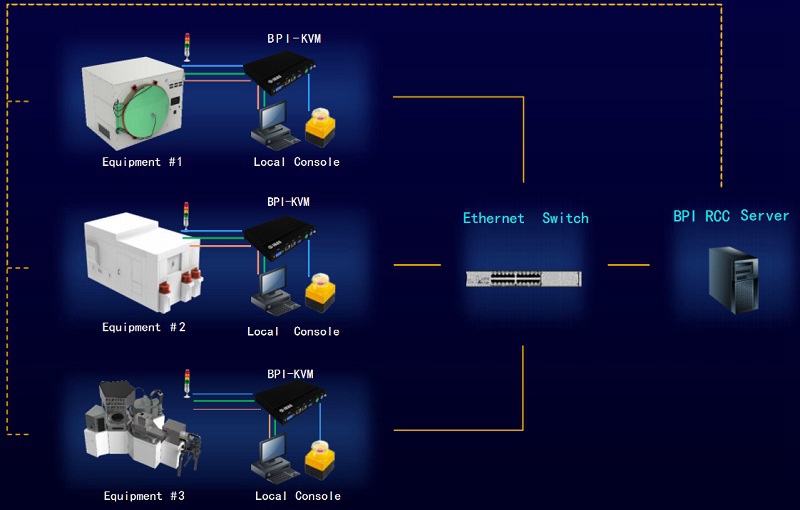 BPI-KVM
Equipment #1
Local Console
BPI-KVM
Equipment #2
Local Console
BPI-KVM
Equipment #3
Local Console
Ethernet Switch
BPI RCC Server